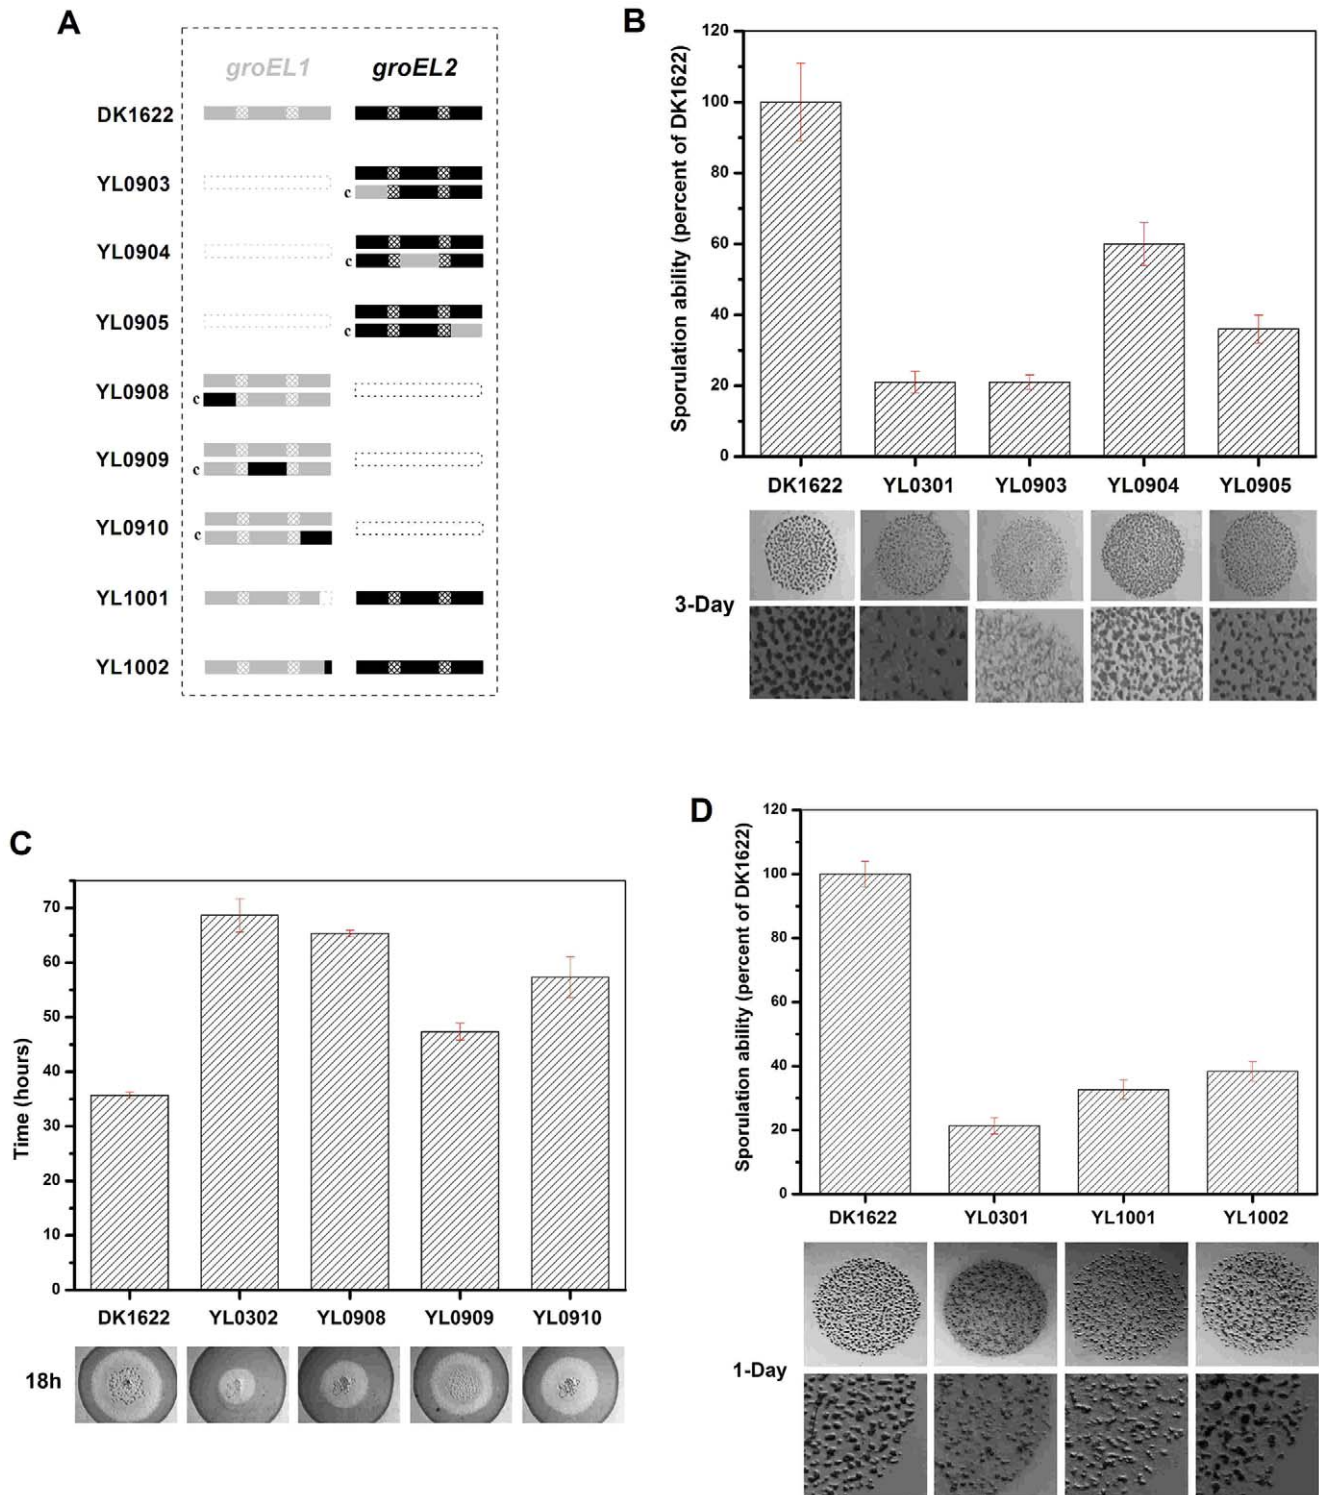 A
groEL1 groEL2
DK1622
YL0903
c
YL0904
c
YL0905
c
YL0908
c
YL0909
c
YL0910
c
YL1001
YL1002
B
Sporulation ability (percent of DK1622)
120
100
80
60
40
20
0
DK1622 YL0301 YL0903 YL0904 YL0905
3-Day
C
Time (hours)
70
60
50
40
30
20
10
0
DK1622 YL0302 YL0908 YL0909 YL0910
18h
D
Sporulation ability (percent of DK1622)
120
100
80
60
40
20
0
DK1622 YL0301 YL1001 YL1002
1-Day